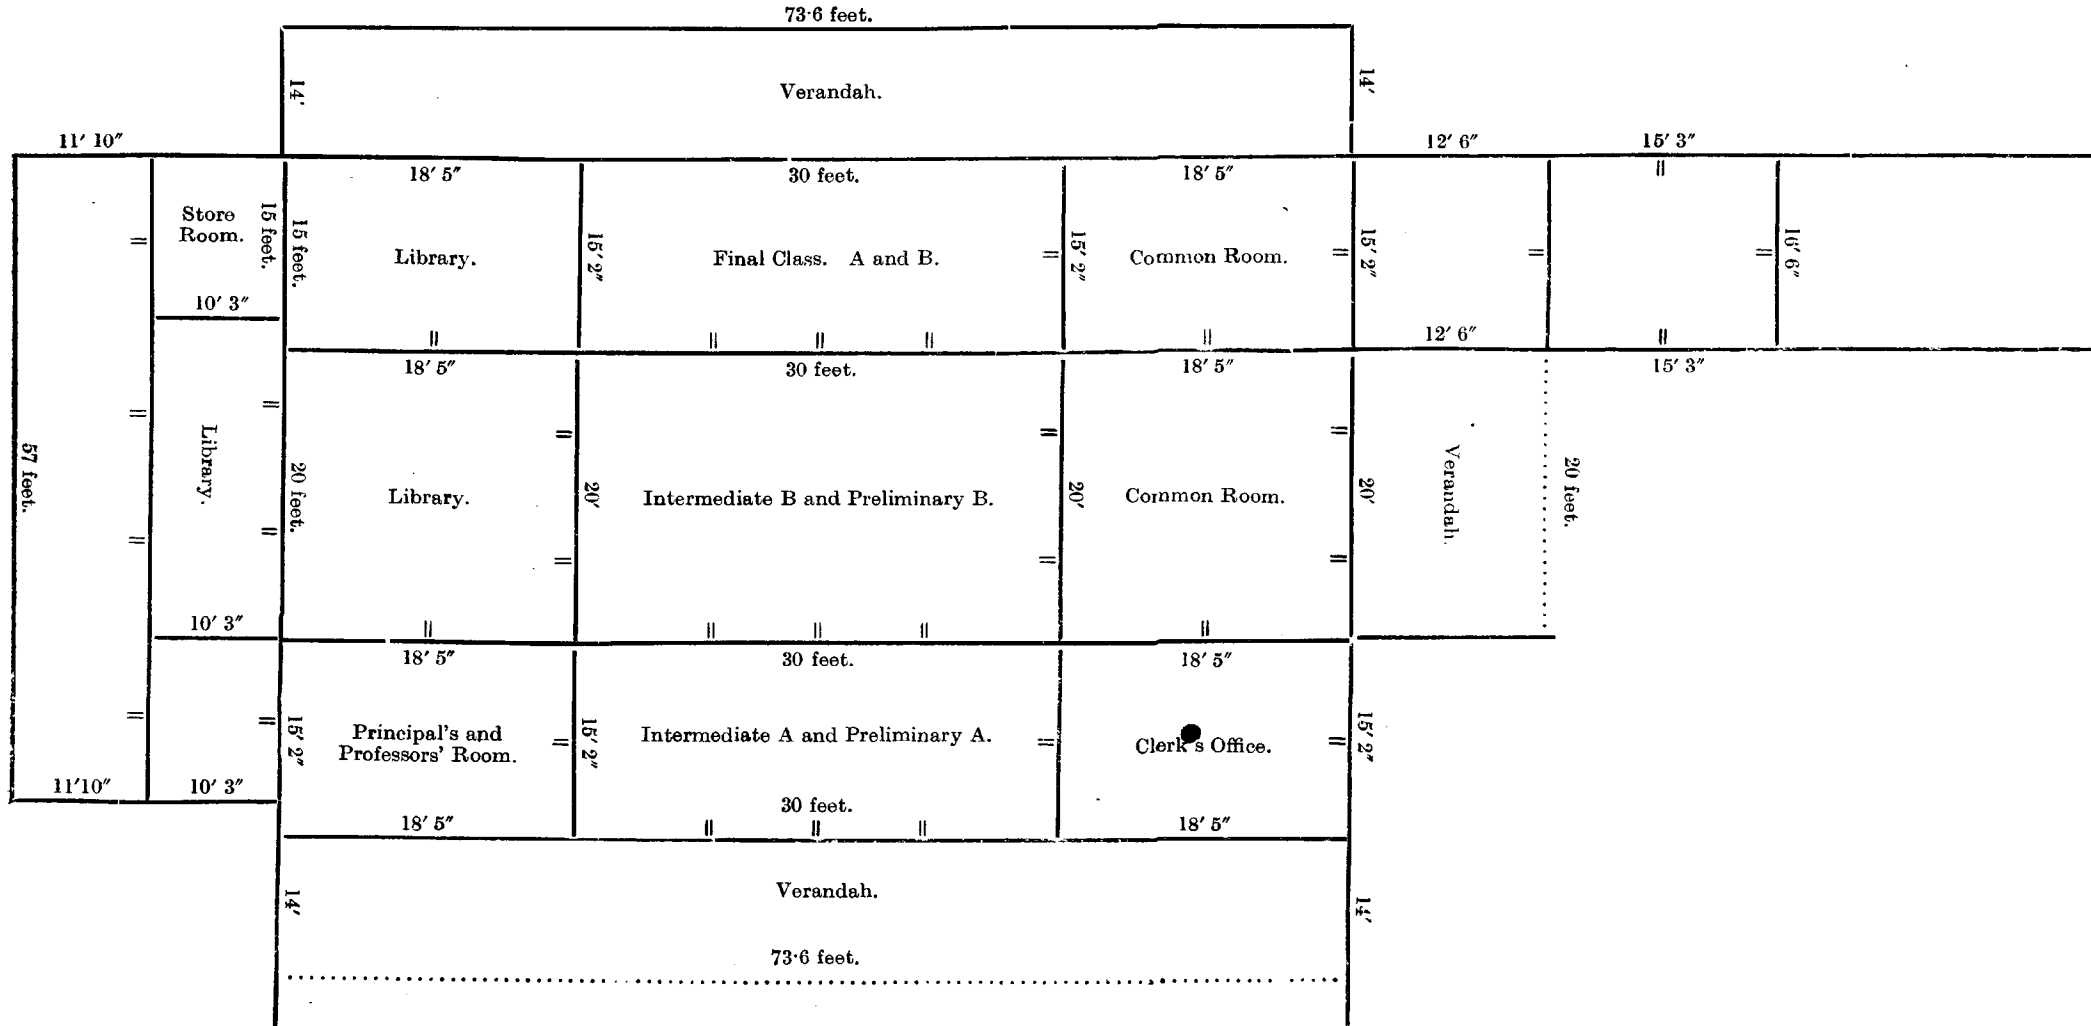 73·6 feet.
14′
Verandah.
14′
11′ 10″
12′ 6″
15′ 3″
18′ 5″
30 feet.
18′ 5″
Store
Room.
15 feet.
15 feet.
Library.
15′ 2″
Final Class. A and B.
15′ 2″
Common Room.
15′ 2″
16′ 6″
10′ 3″
12′ 6″
18′ 5″
30 feet.
18′ 5″
15′ 3″
57 feet.
Library.
20 feet.
Library.
20′
Intermediate B and Preliminary B.
20′
Common Room.
20′
Verandah.
20 feet.
10′ 3″
18′ 5″
30 feet.
18′ 5″
15′ 2″
Principal's and
Professors' Room.
15′ 2″
Intermediate A and Preliminary A.
Clerk's Office.
15′ 2″
11′10″
10′ 3″
30 feet.
18′ 5″
18′ 5″
14′
Verandah.
14′
73·6 feet.